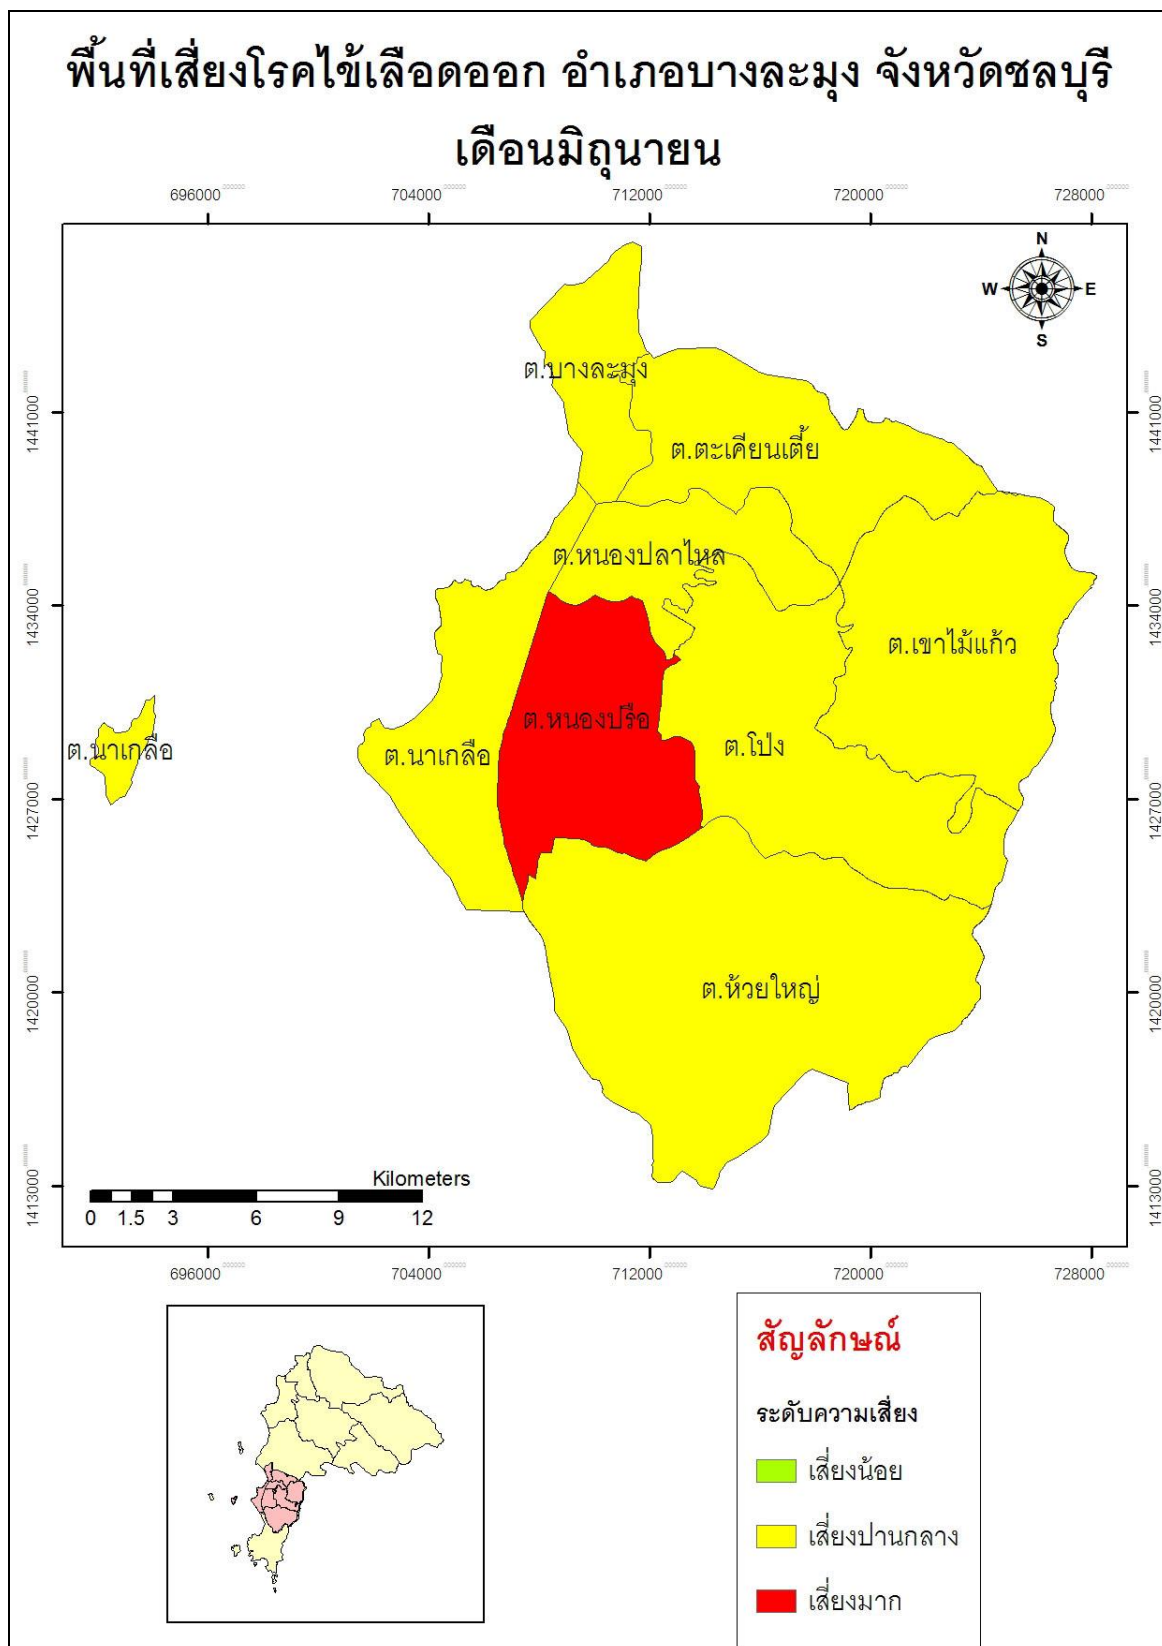 พื้นที่เสี่ยงโรคไข้เลือดออก อำเภอบางละมุง จังหวัดชลบุรี
เดือนมิถุนายน
696000 704000 712000 720000 728000
N
W E
S
ต.บางละมุง
1441000 1441000
ต.ตะเคียนเตี้ย
ต.หนองปลาไหล
1434000 1434000
ต.เขาไม้แก้ว
ต.หนองปรือ
ต.นาเกลือ ต.นาเกลือ ต.โป่ง
1427000 1427000
ต.ห้วยใหญ่
1420000 1420000
Kilometers
1413000 1413000
0 1.5 3 6 9 12
696000 704000 712000 720000 728000
สัญลักษณ์
ระดับความเสี่ยง
เสี่ยงน้อย
เสี่ยงปานกลาง
เสี่ยงมาก